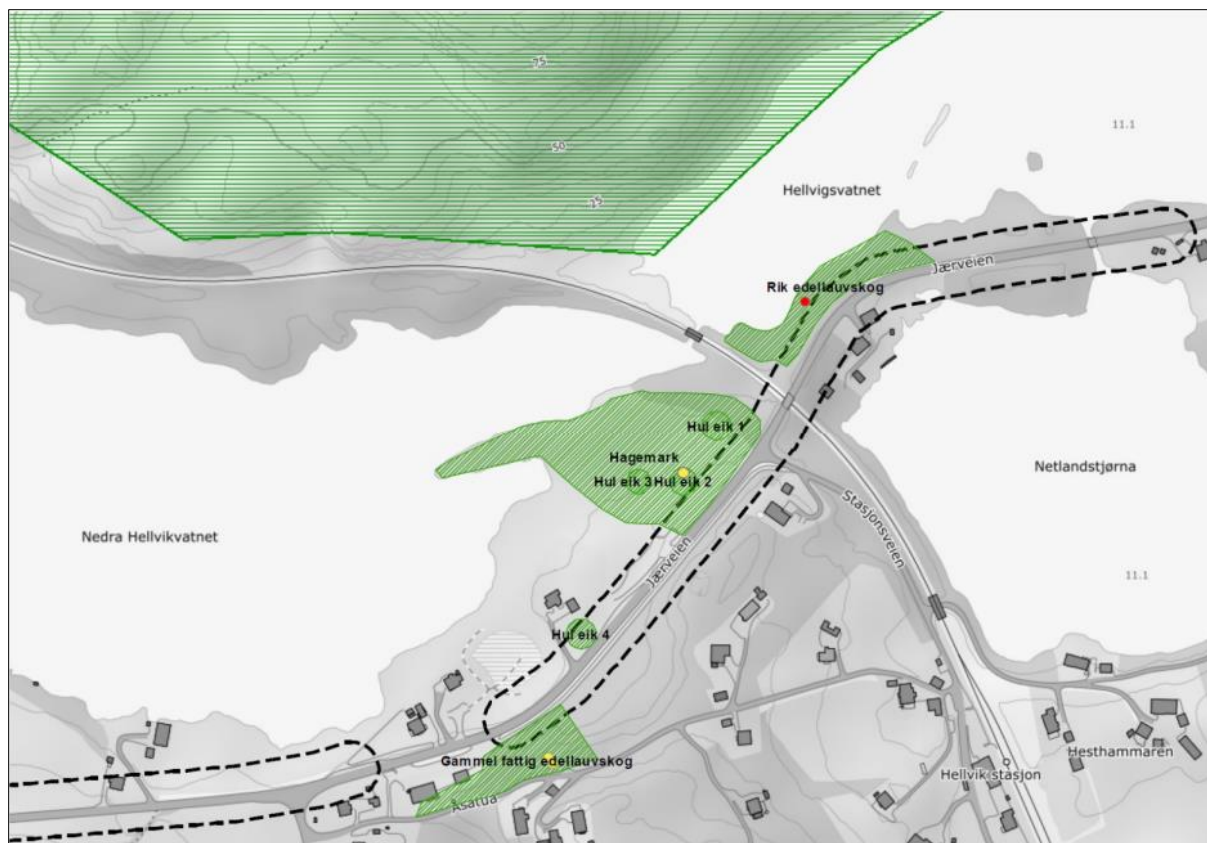 75
11.1
50
Hellvigsvatnet
25
Jærveien
Rik edellauvskog
Hul eik 1
Hagemark
Hul eik 3
Hul eik 2
Netlandstjørna
Stasjonsveien
Nedra Hellvikvatnet
Jærveien
11.1
Hul eik 4
Hesthammaren
Gammel fattig edellauvskog
Hellvik stasjon
Åsatua